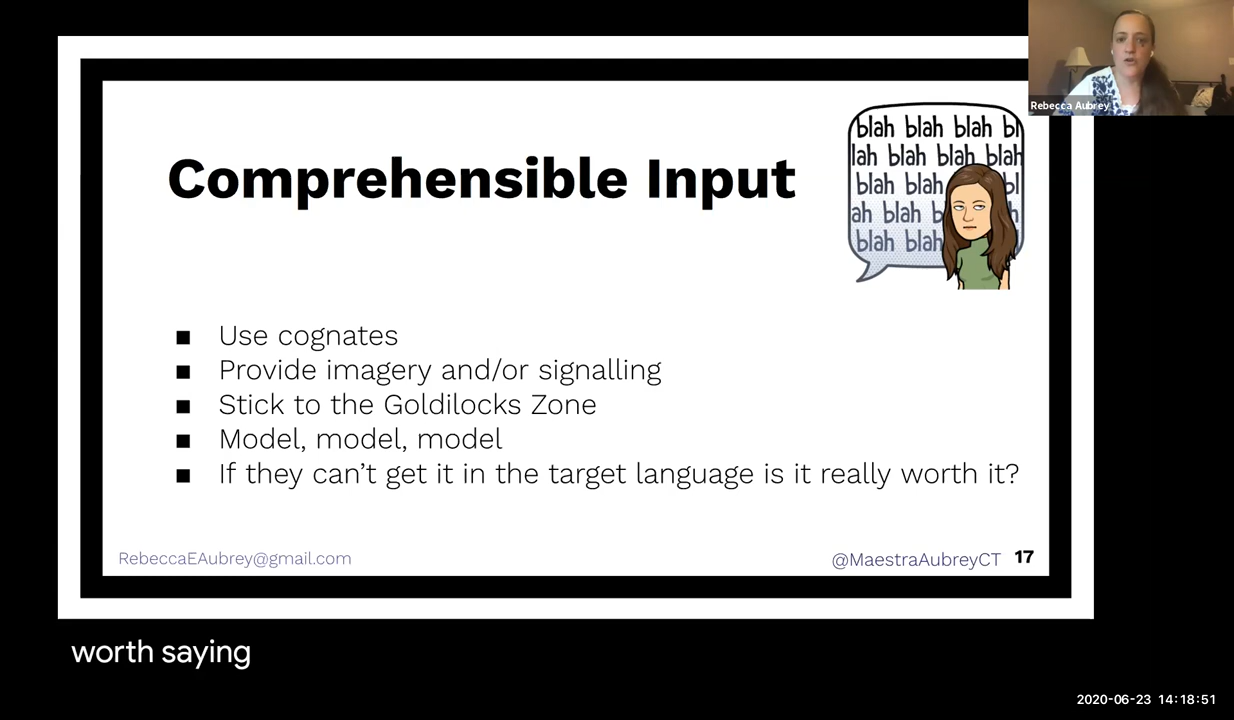 Rebecca Aubrey
Comprehensible Input
blah blah blah bl
lah blah blah blah
blah blah bl
ah blah b h
blah blah
■ Use cognates
■ Provide imagery and/or signalling
■ Stick to the Goldilocks Zone
■ Model, model, model
■ If they can’t get it in the target language is it really worth it?
RebeccaEAubrey@gmail.com
@MaestraAubreyCT 17
worth saying
2020-06-23 14:18:51